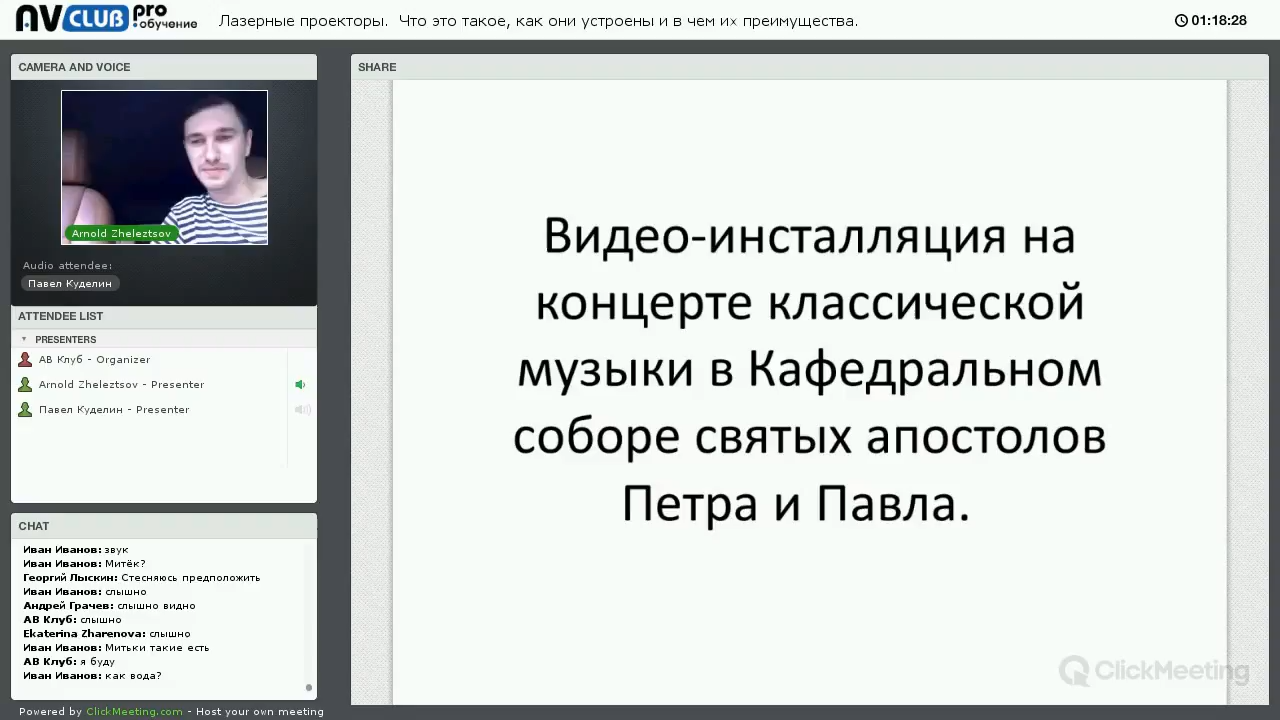 AVCLUB pro :обучение
Лазерные проекторы. Что это такое, как они устроены и в чем их преимущества.
01:18:28
CAMERA AND VOICE
Arnold Zheleztsov
Audio attendee:
Павел Куделин
ATTENDEE LIST
PRESENTERS
АВ Клуб - Organizer
Arnold Zheleztsov - Presenter
Павел Куделин - Presenter
CHAT
Иван Иванов: звук
Иван Иванов: Митёк?
Георгий Лыскин: Стесняюсь предположить
Иван Иванов: слышно
Андрей Грачев: слышно видно
АВ Клуб: слышно
Ekaterina Zharenova: слышно
Иван Иванов: Митьки такие есть
АВ Клуб: я буду
Иван Иванов: как вода?
Powered by ClickMeeting.com - Host your own meeting
SHARE
Видео-инсталляция на
концерте классической
музыки в Кафедральном
соборе святых апостолов
Петра и Павла.
ClickMeeting